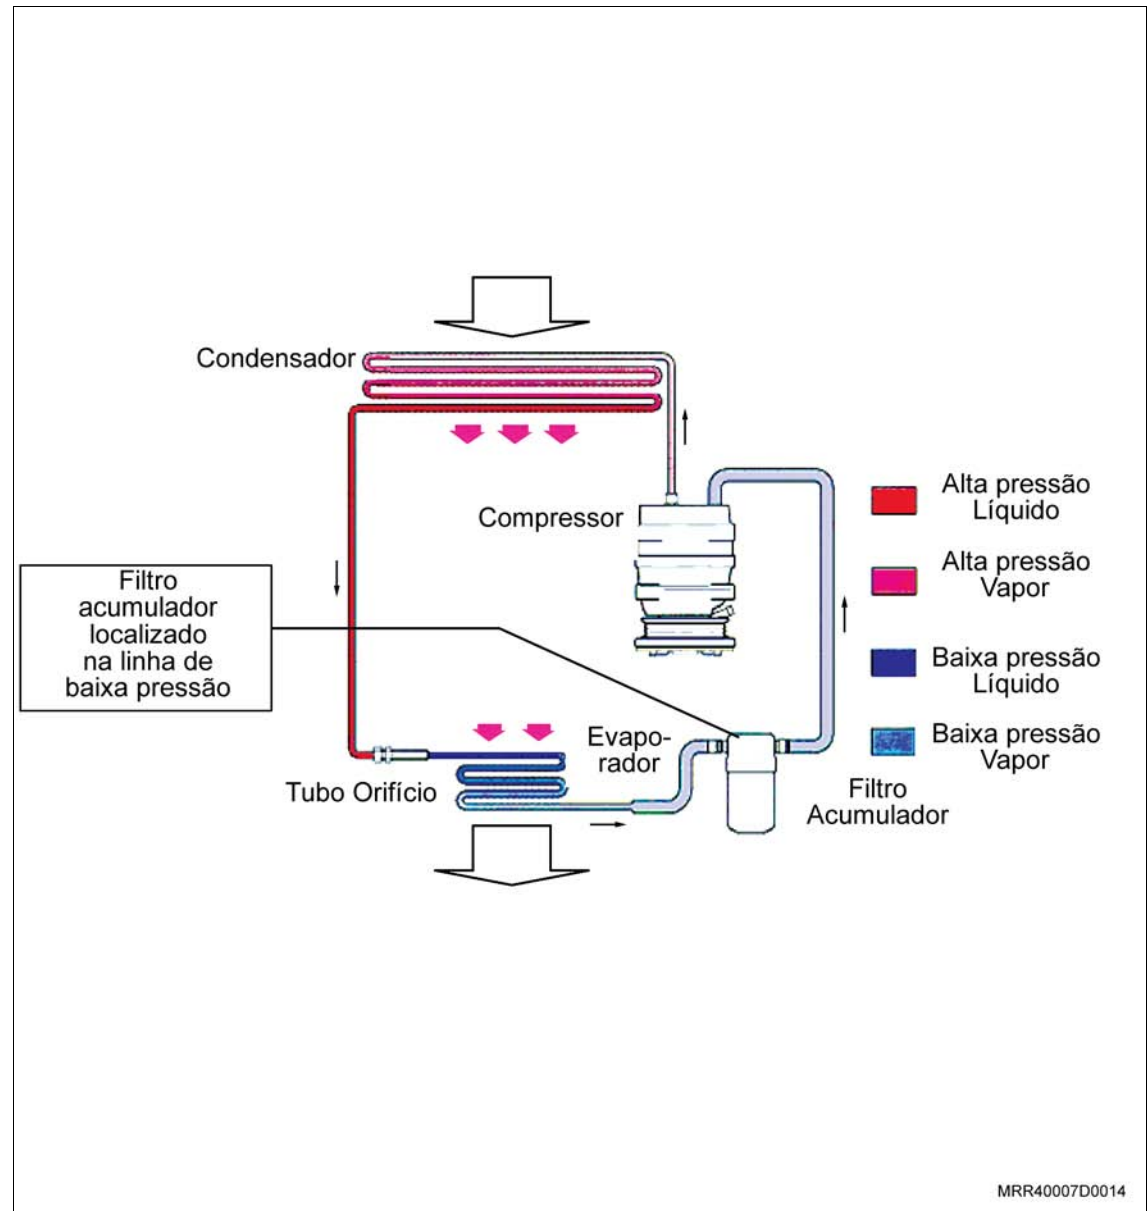 Condensador
Compressor
Alta pressão
Líquido
Alta pressão
Vapor
Baixa pressão
Líquido
Baixa pressão
Vapor
Filtro
acumulador
localizado
na linha de
baixa pressão
Evapo-
rador
Tubo Orifício
Filtro
Acumulador
MRR40007D0014